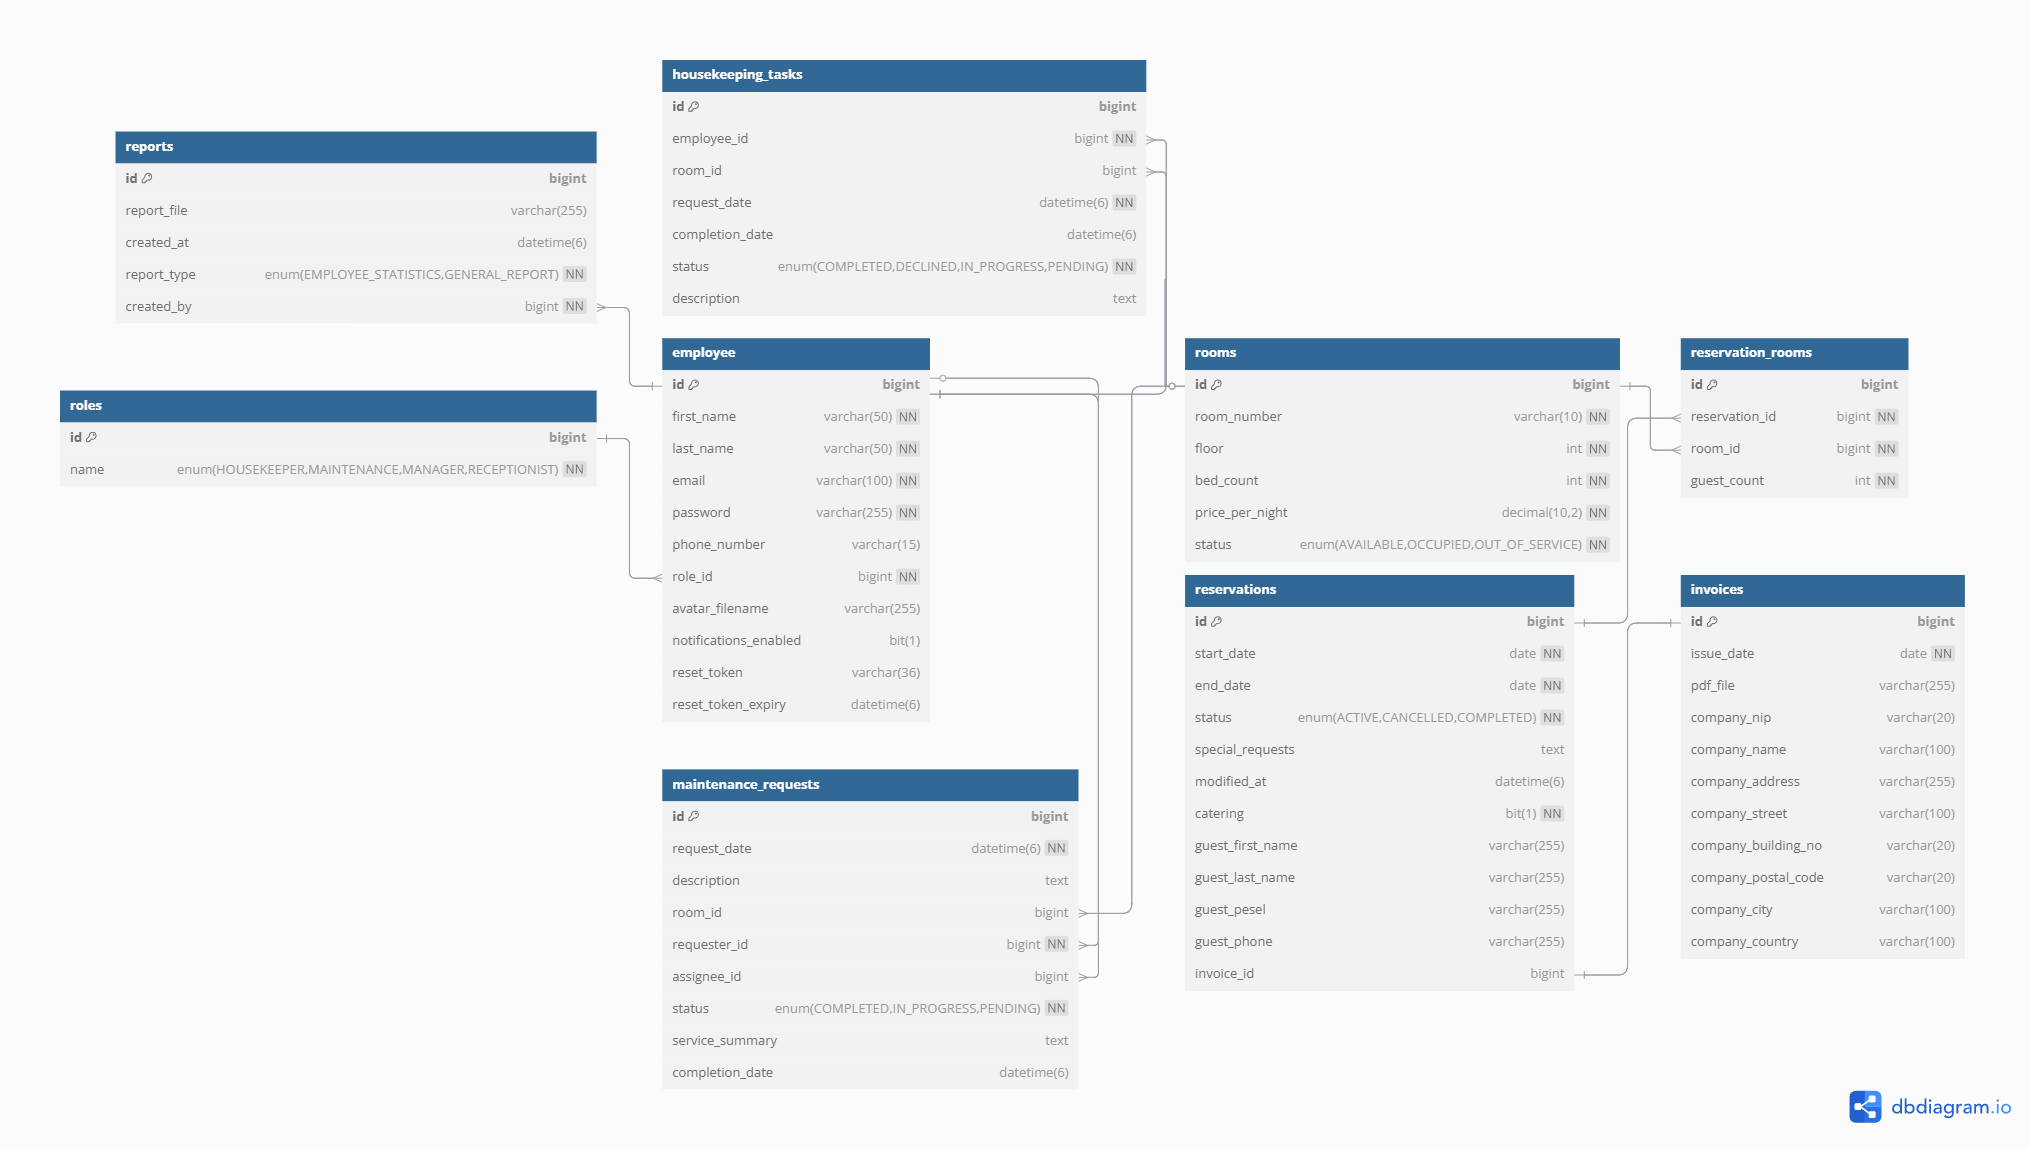 housekeeping_tasks
id bigint
employee_id bigint NN
room_id bigint
request_date datetime(6) NN
completion_date datetime(6)
status enum(COMPLETED,DECLINED,IN_PROGRESS,PENDING) NN
description text
reports
id bigint
report_file varchar(255)
created_at datetime(6)
report_type enum(EMPLOYEE_STATISTICS,GENERAL_REPORT) NN
created_by bigint NN
roles
id bigint
name enum(HOUSEKEEPER,MAINTENANCE,MANAGER,RECEPTIONIST) NN
employee
id bigint
first_name varchar(50) NN
last_name varchar(50) NN
email varchar(100) NN
password varchar(255) NN
phone_number varchar(15)
role_id bigint NN
avatar_filename varchar(255)
notifications_enabled bit(1)
reset_token varchar(36)
reset_token_expiry datetime(6)
rooms
id bigint
room_number varchar(10) NN
floor int NN
bed_count int NN
price_per_night decimal(10,2) NN
status enum(AVAILABLE,OCCUPIED,OUT_OF_SERVICE) NN
reservation_rooms
id bigint
reservation_id bigint NN
room_id bigint NN
guest_count int NN
reservations
id bigint
start_date date NN
end_date date NN
status enum(ACTIVE,CANCELLED,COMPLETED) NN
special_requests text
modified_at datetime(6)
catering bit(1) NN
guest_first_name varchar(255)
guest_last_name varchar(255)
guest_pesel varchar(255)
guest_phone varchar(255)
invoice_id bigint
invoices
id bigint
issue_date date NN
pdf_file varchar(255)
company_nip varchar(20)
company_name varchar(100)
company_address varchar(255)
company_street varchar(100)
company_building_no varchar(20)
company_postal_code varchar(20)
company_city varchar(100)
company_country varchar(100)
maintenance_requests
id bigint
request_date datetime(6) NN
description text
room_id bigint
requester_id bigint NN
assignee_id bigint
status enum(COMPLETED,IN_PROGRESS,PENDING) NN
service_summary text
completion_date datetime(6)
dbdiagram.io